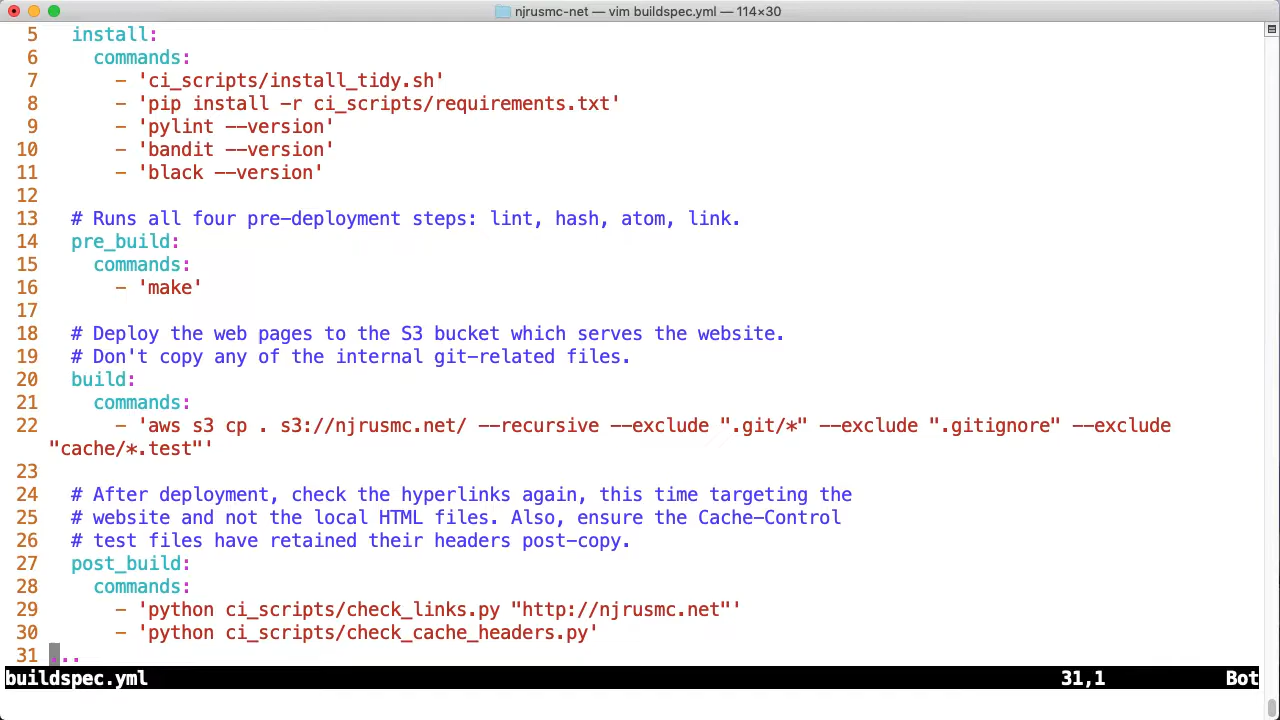 njrusmc-net — vim buildspec.yml — 114×30
5   install:
6     commands:
7       - 'ci_scripts/install_tidy.sh'
8       - 'pip install -r ci_scripts/requirements.txt'
9       - 'pylint --version'
10       - 'bandit --version'
11       - 'black --version'
12
13   # Runs all four pre-deployment steps: lint, hash, atom, link.
14   pre_build:
15     commands:
16       - 'make'
17
18   # Deploy the web pages to the S3 bucket which serves the website.
19   # Don't copy any of the internal git-related files.
20   build:
21     commands:
22       - 'aws s3 cp . s3://njrusmc.net/ --recursive --exclude ".git/*" --exclude ".gitignore" --exclude
"cache/*.test"'
23
24   # After deployment, check the hyperlinks again, this time targeting the
25   # website and not the local HTML files. Also, ensure the Cache-Control
26   # test files have retained their headers post-copy.
27   post_build:
28     commands:
29       - 'python ci_scripts/check_links.py "http://njrusmc.net"'
30       - 'python ci_scripts/check_cache_headers.py'
31 ...
buildspec.yml 31,1 Bot